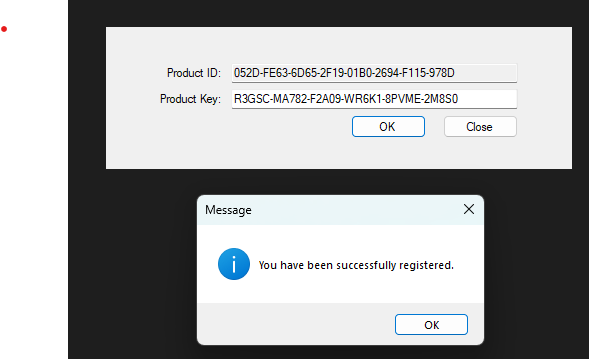 Product ID: 052D-FE63-6D65-2F19-01B0-2694-F115-978D
Product Key: R3GSC-MA782-F2A09-WR6K1-8PVME-2M8S0
OK Close
Message
You have been successfully registered.
OK